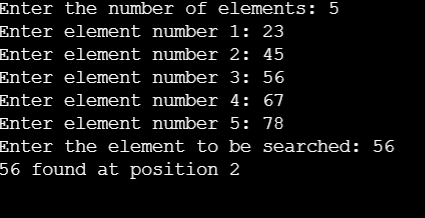 Enter the number of elements: 5
Enter element number 1: 23
Enter element number 2: 45
Enter element number 3: 56
Enter element number 4: 67
Enter element number 5: 78
Enter the element to be searched: 56
56 found at position 2